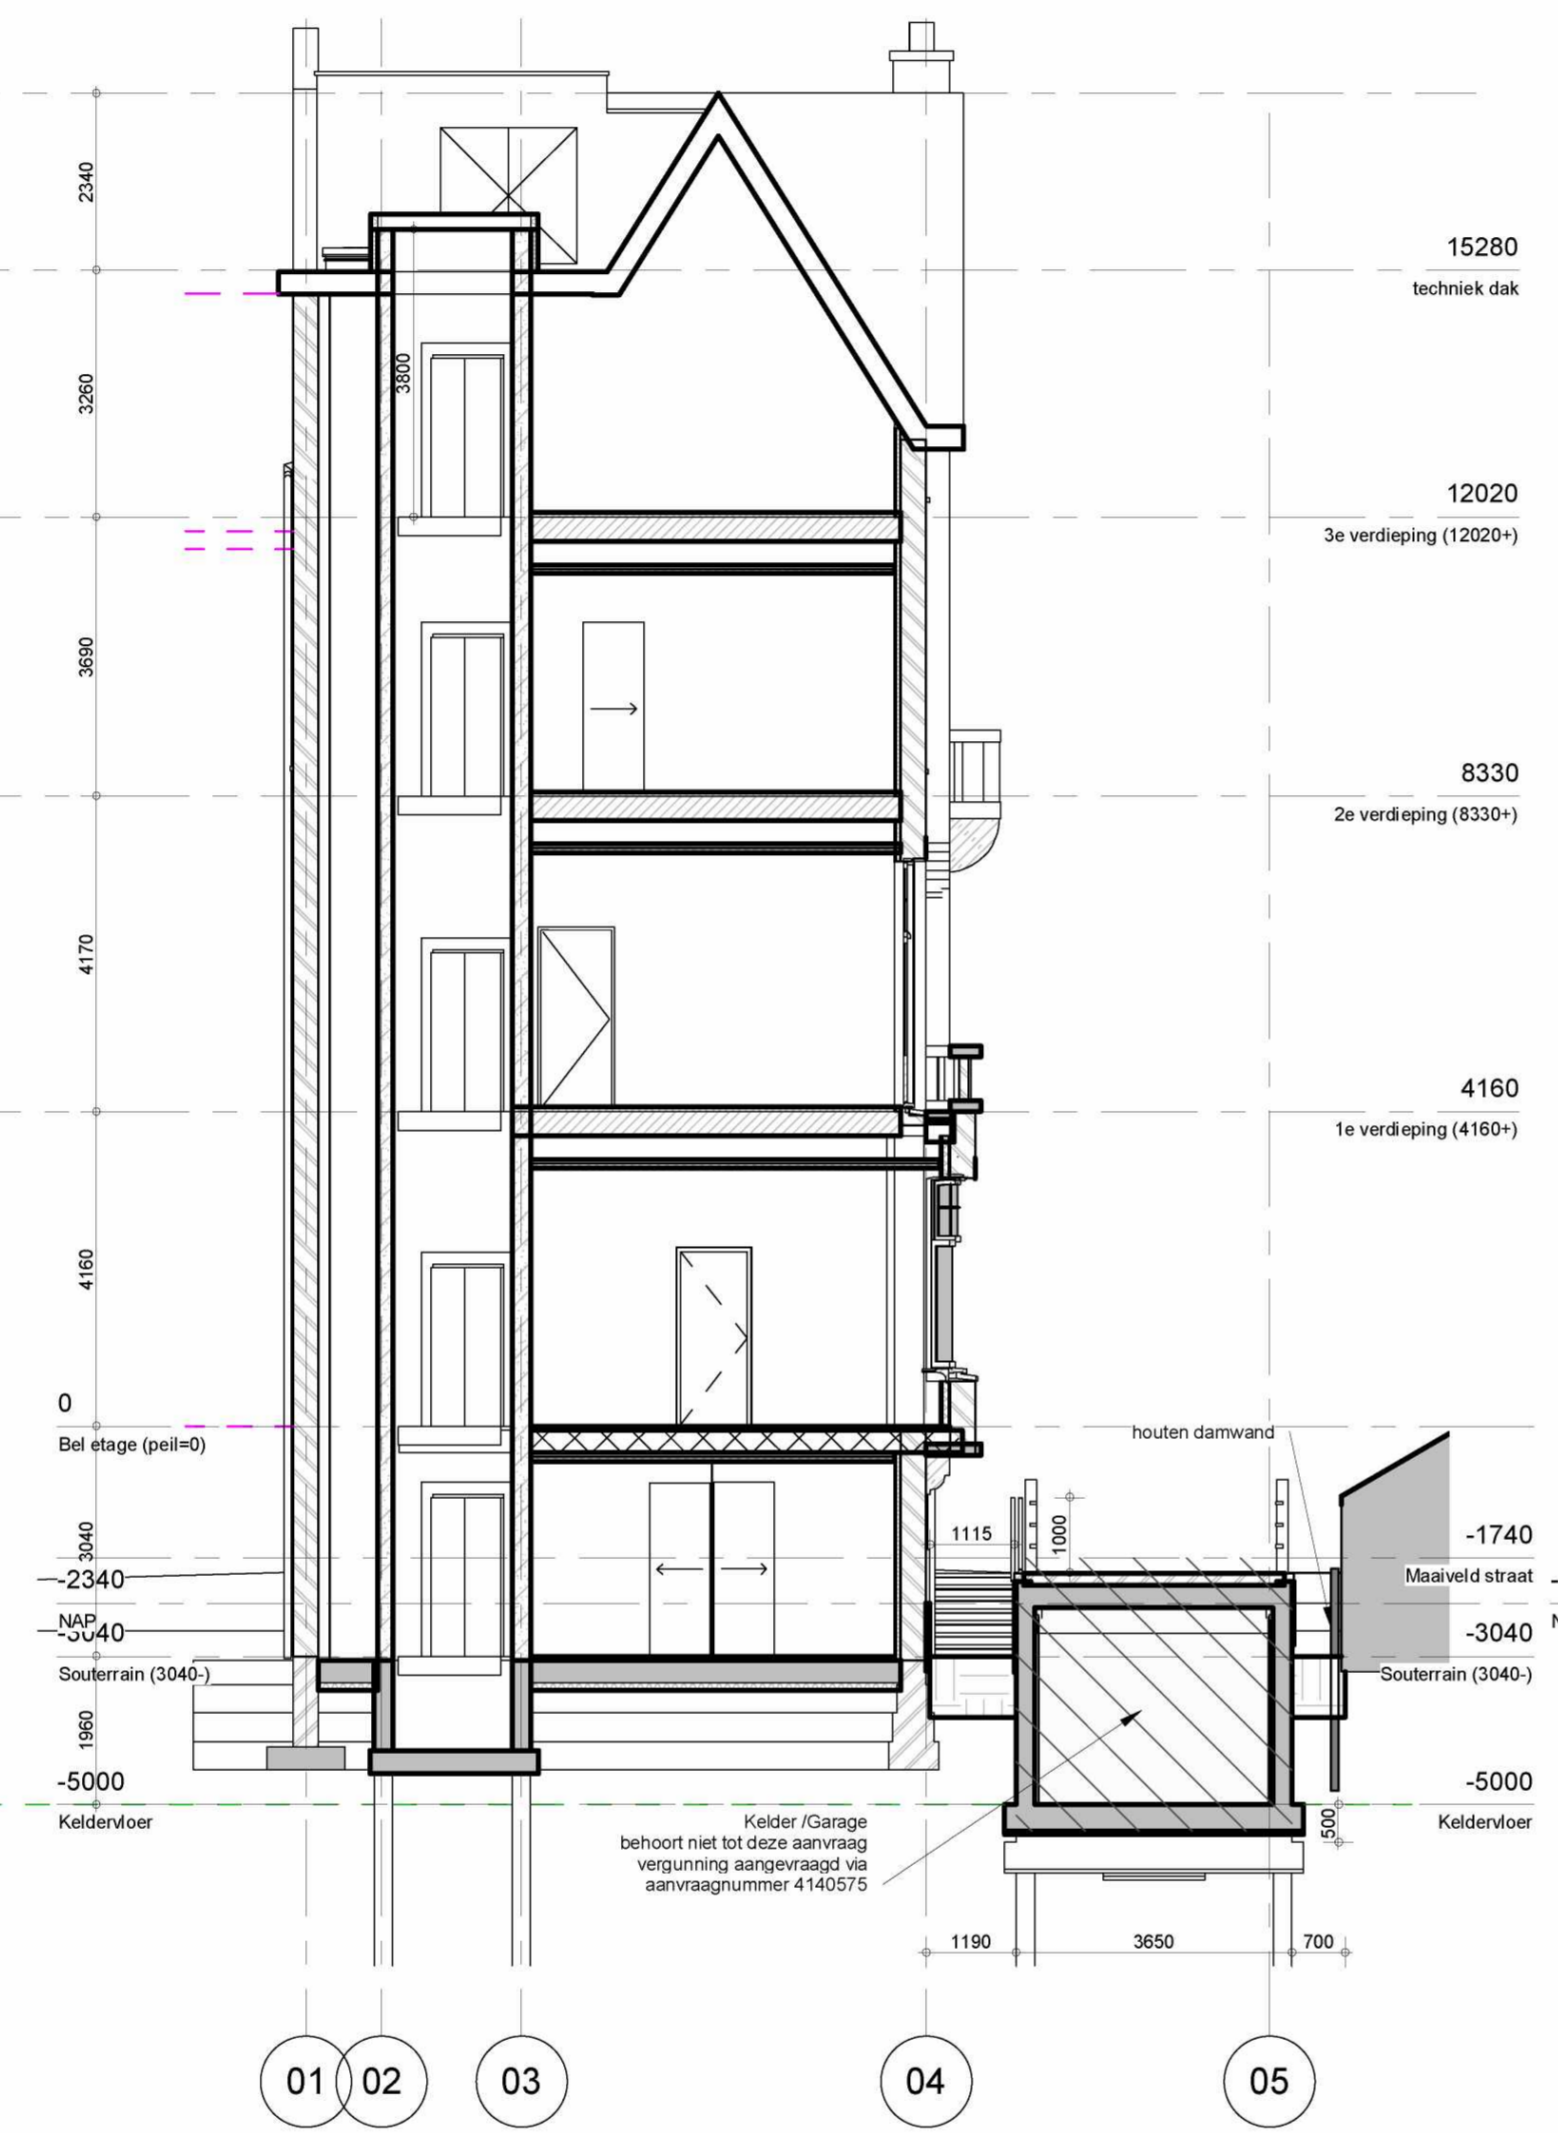 2340
15280
techniek dak
3260
3800
12020
3e verdieping (12020+)
3690
8330
2e verdieping (8330+)
4170
4160
1e verdieping (4160+)
4160
0
Bel etage (peil=0)
houten damwand
1115
1000
-1740
Maaiveld straat
3040
-2340
NAP
-3040
-3040
Souterrain (3040-)
Souterrain (3040-)
1960
-5000
Keldervloer
-5000
Keldervloer
500
Kelder /Garage
behoort niet tot deze aanvraag
vergunning aangevraagd via
aanvraagnummer 4140575
1190
3650
700
01
02
03
04
05